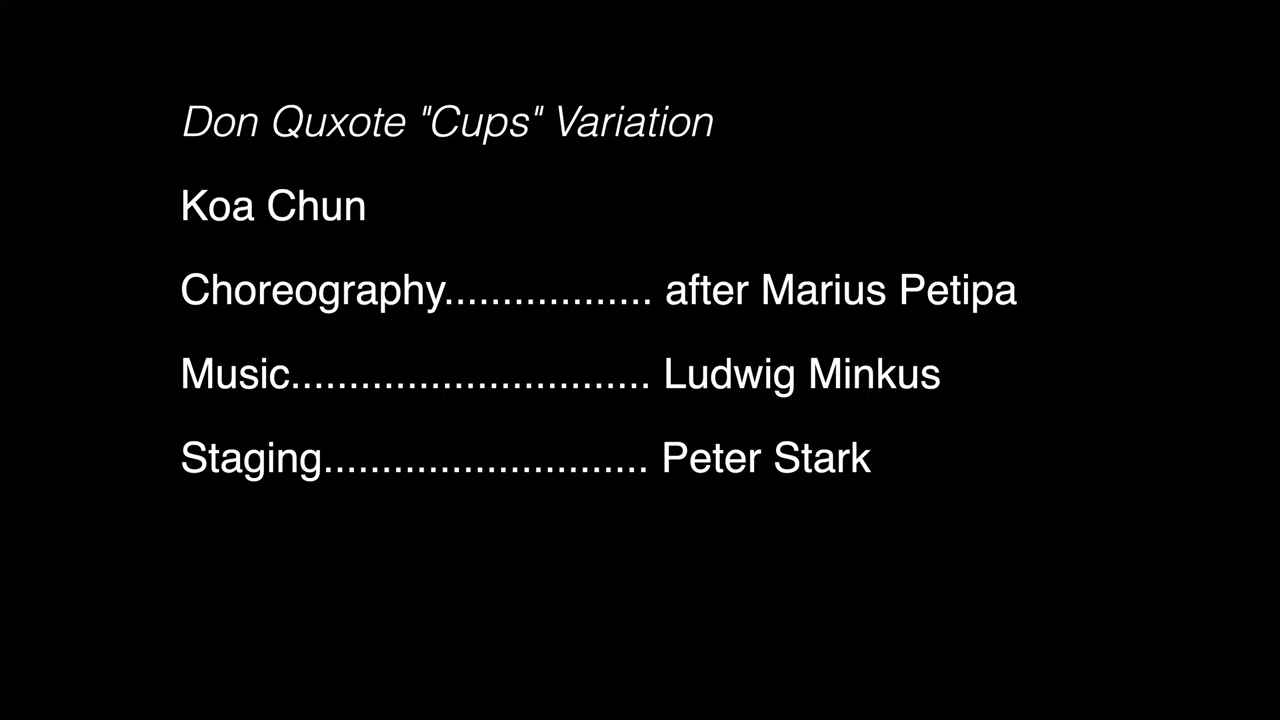 Don Quxote "Cups" Variation
Koa Chun
Choreography.................. after Marius Petipa
Music............................... Ludwig Minkus
Staging............................ Peter Stark